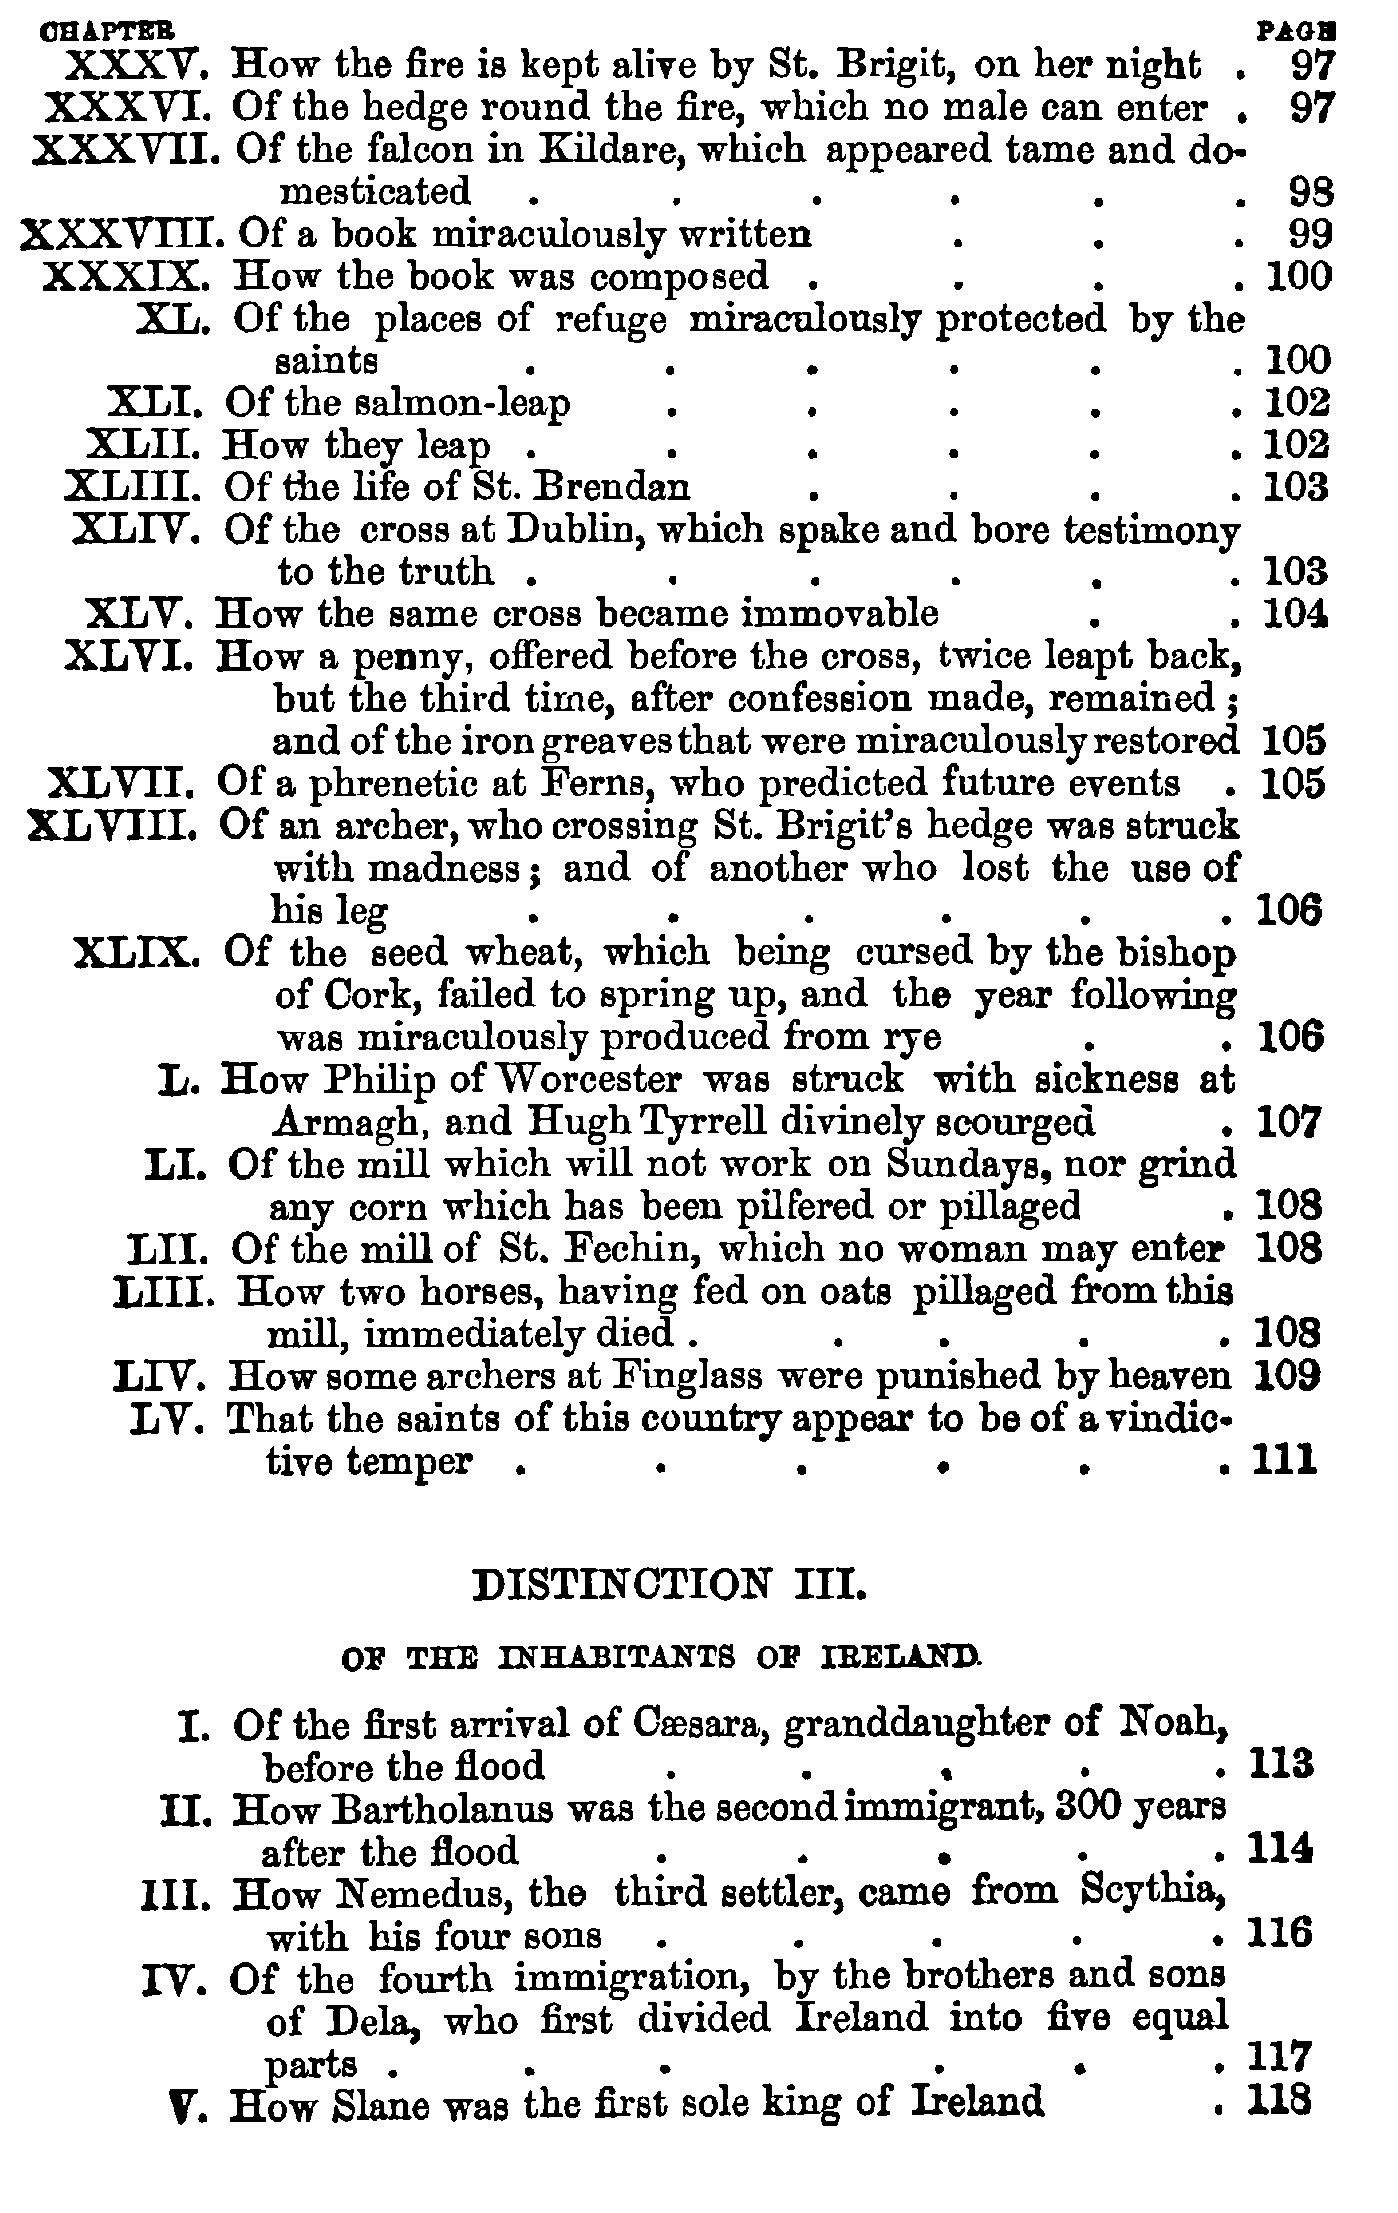 CHAPTER PAGE
XXXV. How the fire is kept alive by St. Brigit, on her night . 97
XXXVI. Of the hedge round the fire, which no male can enter . 97
XXXVII. Of the falcon in Kildare, which appeared tame and do-
mesticated . . . . . . 98
XXXVIII. Of a book miraculously written . . . 99
XXXIX. How the book was composed . . . . 100
XL. Of the places of refuge miraculously protected by the
saints . . . . . . 100
XLI. Of the salmon-leap . . . . . 102
XLII. How they leap . . . . . . 102
XLIII. Of the life of St. Brendan . . . . 103
XLIV. Of the cross at Dublin, which spake and bore testimony
to the truth . . . . . . 103
XLV. How the same cross became immovable . . 104
XLVI. How a penny, offered before the cross, twice leapt back,
but the third time, after confession made, remained ;
and of the iron greaves that were miraculously restored 105
XLVII. Of a phrenetic at Ferns, who predicted future events . 105
XLVIII. Of an archer, who crossing St. Brigit's hedge was struck
with madness ; and of another who lost the use of
his leg . . . . . . 106
XLIX. Of the seed wheat, which being cursed by the bishop
of Cork, failed to spring up, and the year following
was miraculously produced from rye . . 106
L. How Philip of Worcester was struck with sickness at
Armagh, and Hugh Tyrrell divinely scourged . 107
LI. Of the mill which will not work on Sundays, nor grind
any corn which has been pilfered or pillaged . 108
LII. Of the mill of St. Fechin, which no woman may enter 108
LIII. How two horses, having fed on oats pillaged from this
mill, immediately died . . . . . 108
LIV. How some archers at Finglass were punished by heaven 109
LV. That the saints of this country appear to be of a vindic-
tive temper . . . . . . 111
DISTINCTION III.
OF THE INHABITANTS OF IRELAND.
I. Of the first arrival of Cæsara, granddaughter of Noah,
before the flood . . . . . 113
II. How Bartholanus was the second immigrant, 300 years
after the flood . . . . . 114
III. How Nemedus, the third settler, came from Scythia,
with his four sons . . . . . 116
IV. Of the fourth immigration, by the brothers and sons
of Dela, who first divided Ireland into five equal
parts . . . . . . 117
V. How Slane was the first sole king of Ireland . 118